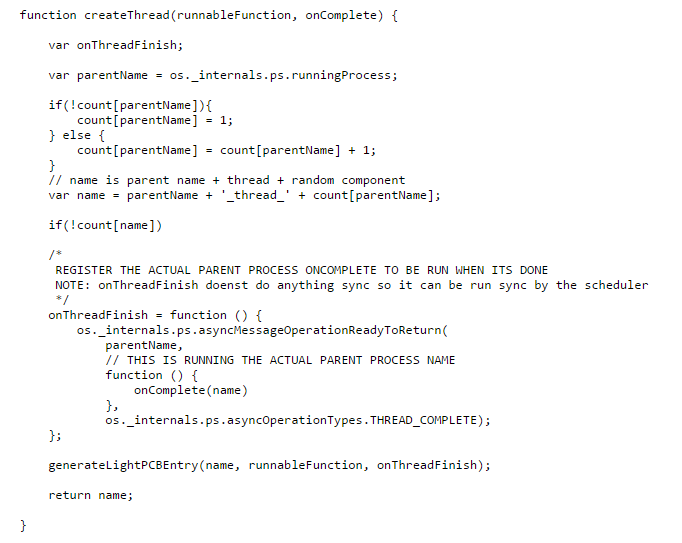 function createThread(runnableFunction, onComplete) {
var onThreadFinish;
var parentName = os._internals.ps.runningProcess;
if(!count[parentName]){
count[parentName] = 1;
} else {
count[parentName] = count[parentName] + 1;
}
// name is parent name + thread + random component
var name = parentName + '_thread_' + count[parentName];
if(!count[name])
/*
REGISTER THE ACTUAL PARENT PROCESS ONCOMPLETE TO BE RUN WHEN ITS DONE
NOTE: onThreadFinish doenst do anything sync so it can be run sync by the scheduler
*/
onThreadFinish = function () {
os._internals.ps.asyncMessageOperationReadyToReturn(
parentName,
// THIS IS RUNNING THE ACTUAL PARENT PROCESS NAME
function () {
onComplete(name)
},
os._internals.ps.asyncOperationTypes.THREAD_COMPLETE);
};
generateLightPCBEntry(name, runnableFunction, onThreadFinish);
return name;
}